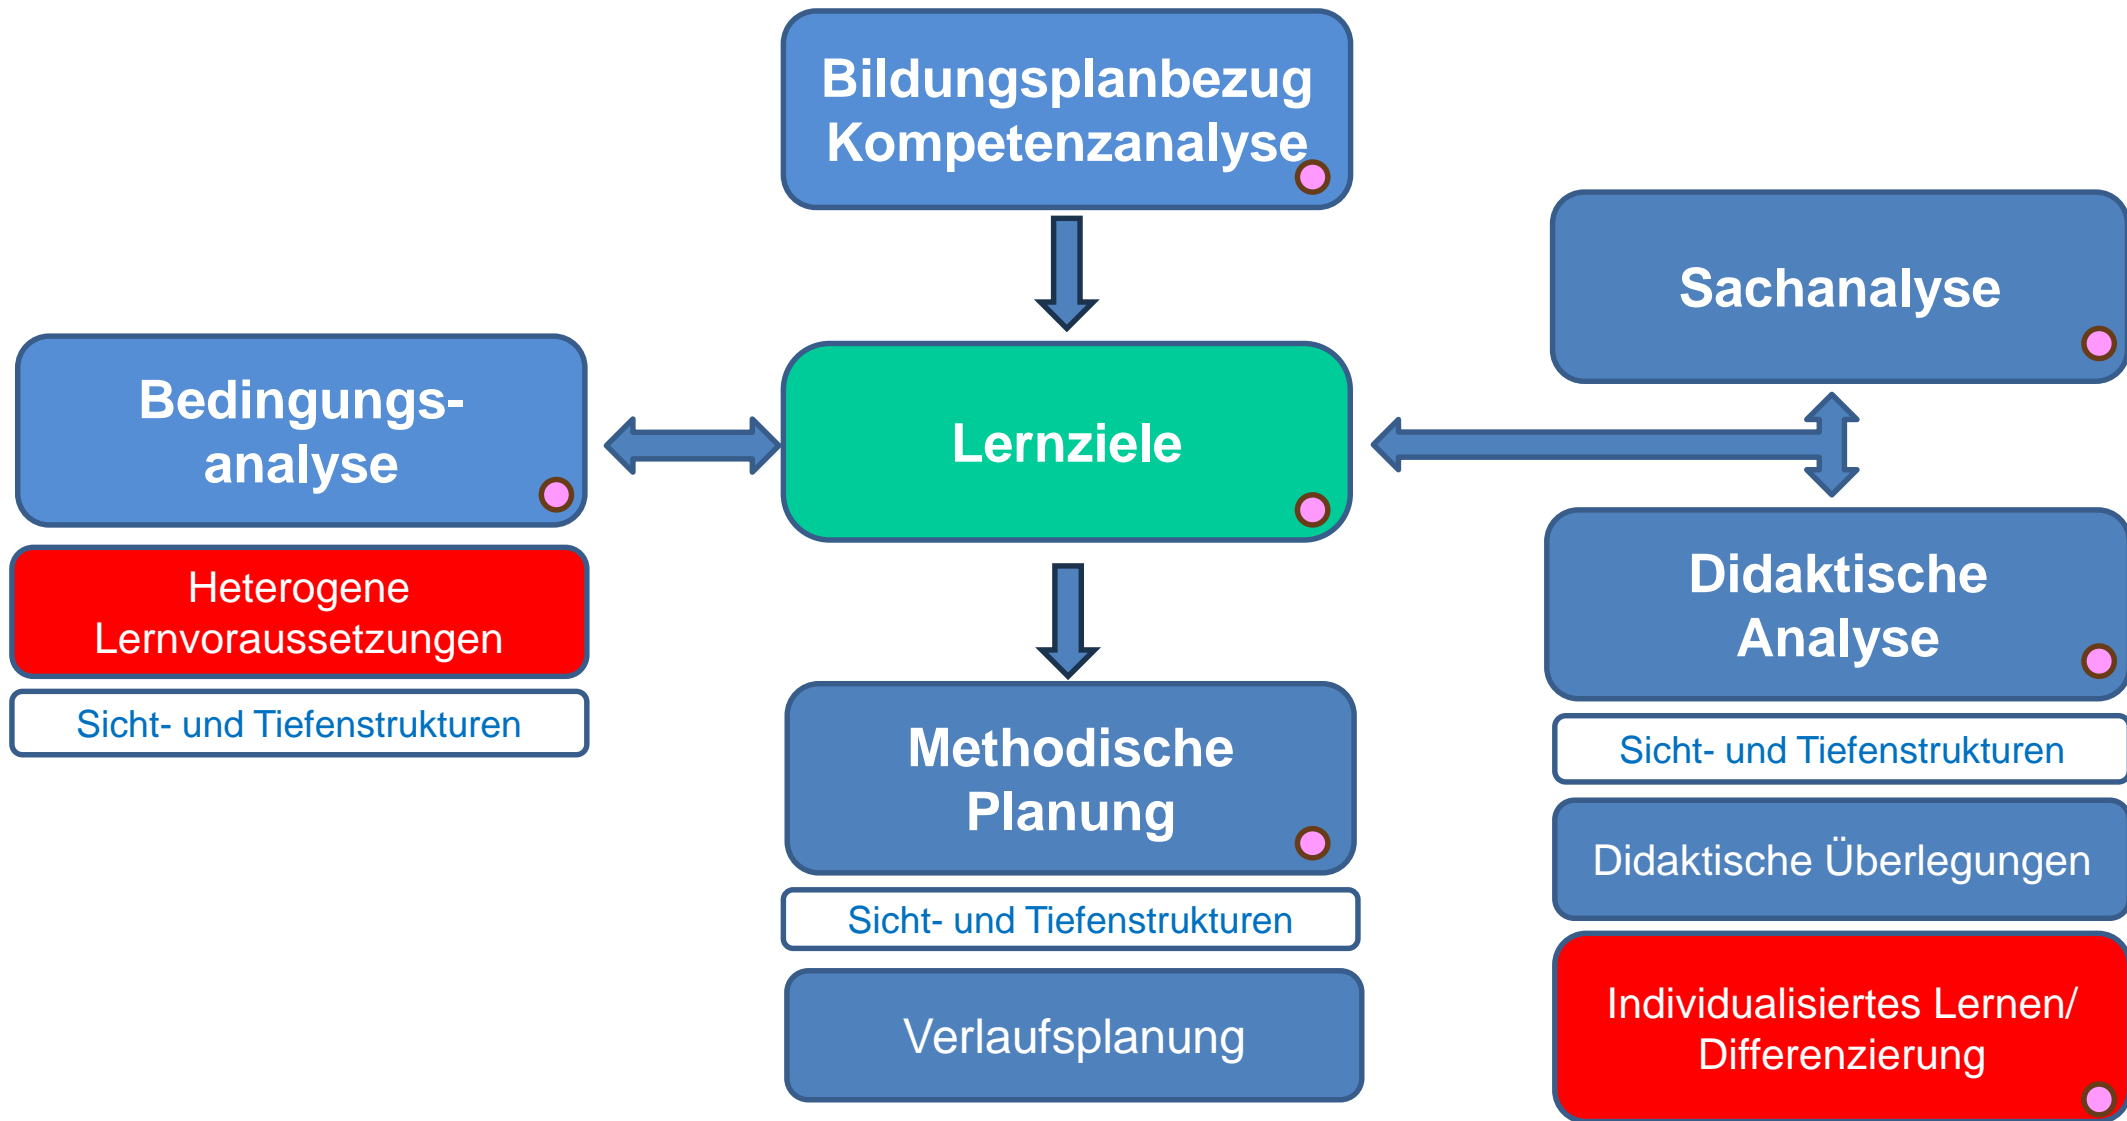 Bildungsplanbezug
Kompetenzanalyse
Sachanalyse
Bedingungs-
analyse
Lernziele
Heterogene
Lernvoraussetzungen
Sicht- und Tiefenstrukturen
Didaktische
Analyse
Methodische
Planung
Sicht- und Tiefenstrukturen
Didaktische Überlegungen
Sicht- und Tiefenstrukturen
Verlaufsplanung
Individualisiertes Lernen/
Differenzierung